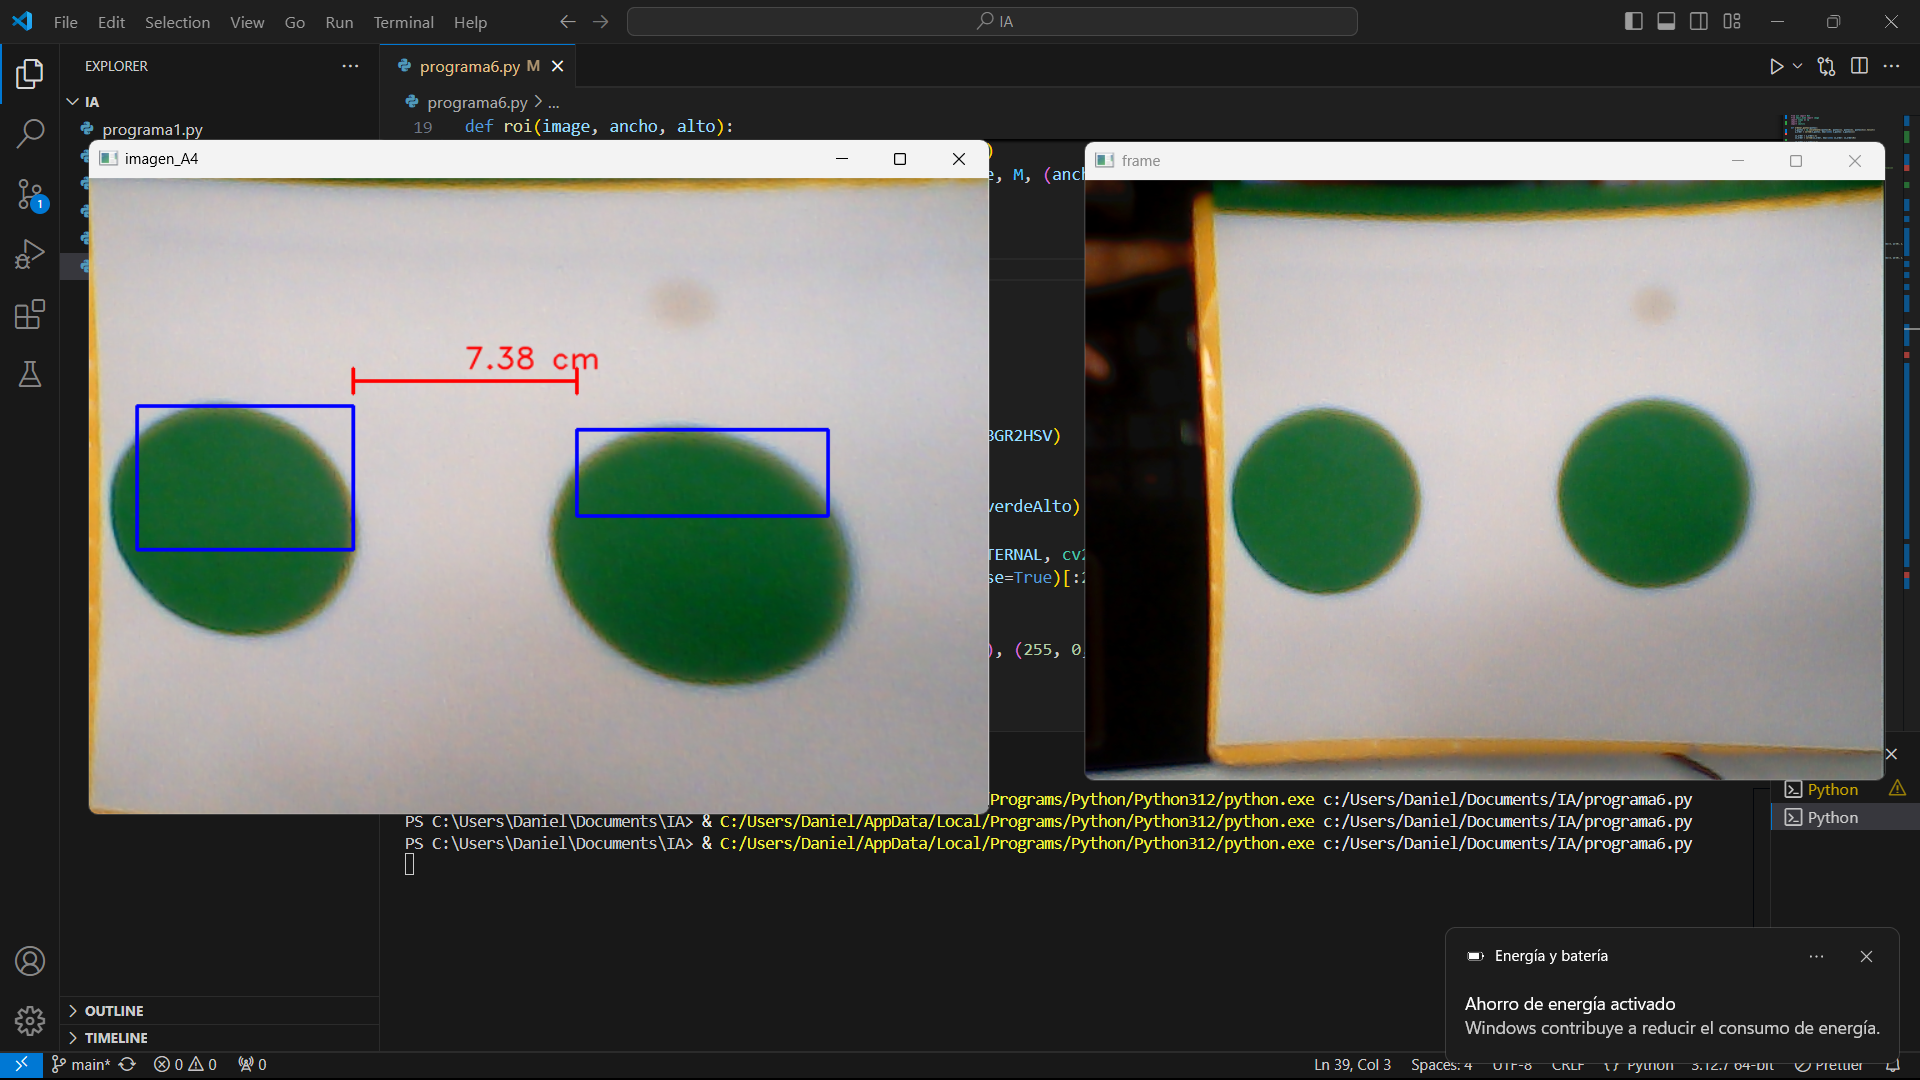 File Edit Selection View Go Run Terminal Help
IA
EXPLORER
programa6.py M
IA
programa1.py
programa6.py > ...
19 def roi(image, ancho, alto):
imagen_A4
, M, (anch
frame
7.38 cm
BGR2HSV)
verdeAlto)
TERNAL, cv2
se=True)[:2
), (255, 0,
Programs/Python/Python312/python.exe c:/Users/Daniel/Documents/IA/programa6.py
PS C:\Users\Daniel\Documents\IA> & C:/Users/Daniel/AppData/Local/Programs/Python/Python312/python.exe c:/Users/Daniel/Documents/IA/programa6.py
PS C:\Users\Daniel\Documents\IA> & C:/Users/Daniel/AppData/Local/Programs/Python/Python312/python.exe c:/Users/Daniel/Documents/IA/programa6.py
Python
Python
1
OUTLINE
TIMELINE
Energía y batería
Ahorro de energía activado
Windows contribuye a reducir el consumo de energía.
main* 0 0 0
Ln 39, Col 3 Spaces: 4 UTF-8 CRLF {} Python 3.12.7 64-bit Prettier